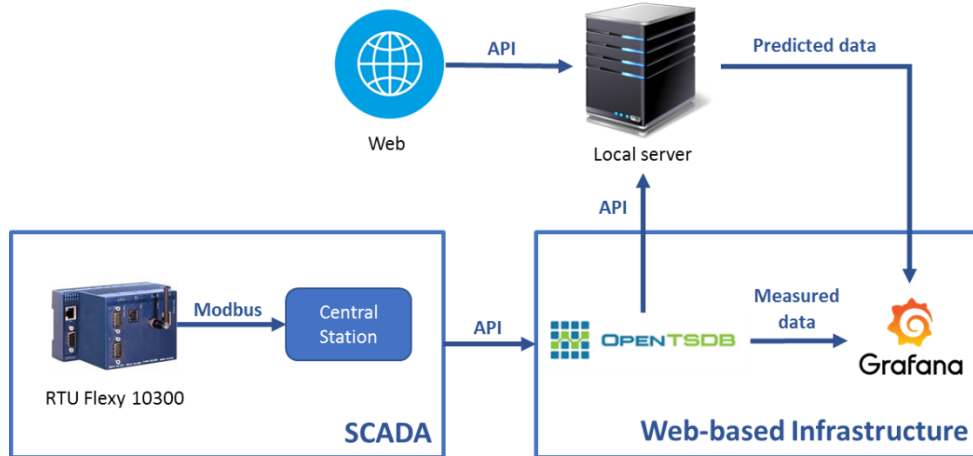 API
Predicted data
Web
Local server
API
Modbus
Central
Station
API
OPENTSDB
Measured
data
Grafana
RTU Flexy 10300
SCADA
Web-based Infrastructure